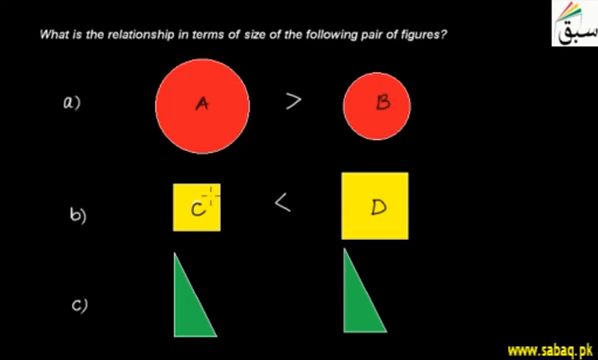 سبق
What is the relationship in terms of size of the following pair of figures?
a) A > B
b) C < D
c)
www.sabaq.pk